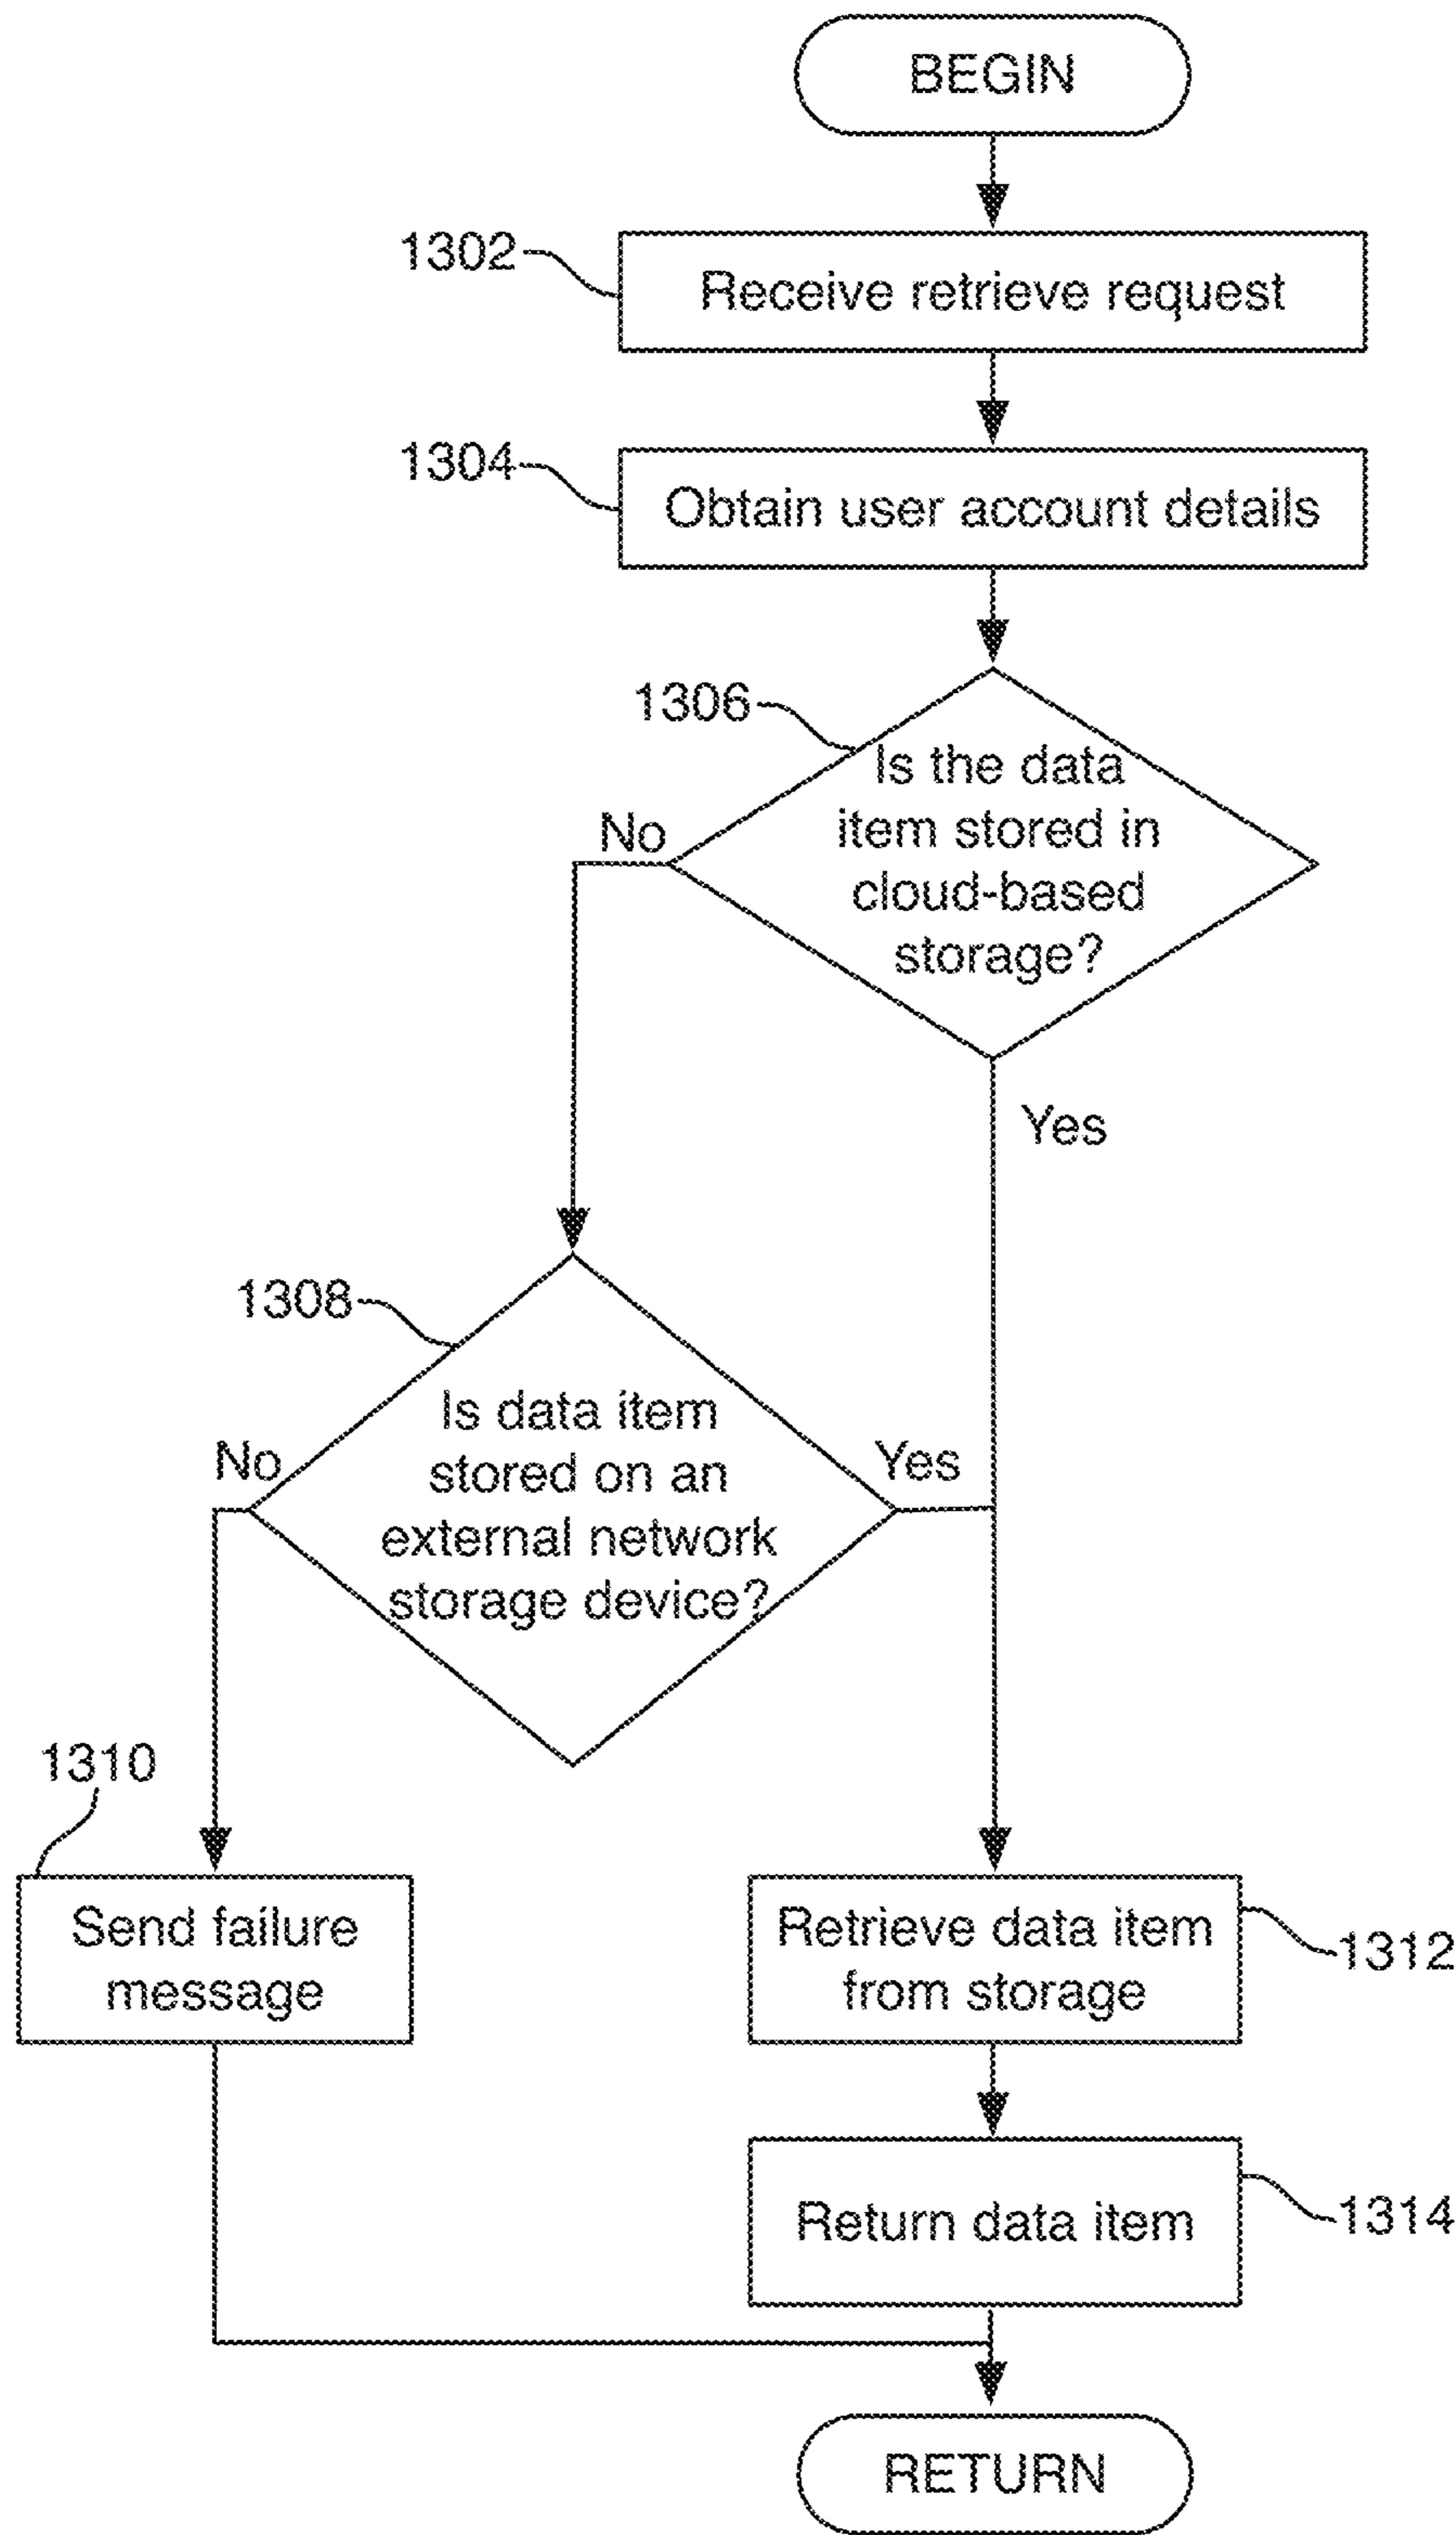 BEGIN
1302
Receive retrieve request
1304
Obtain user account details
1306
Is the data
item stored in
cloud-based
storage?
No
Yes
1308
Is data item
stored on an
external network
storage device?
No
Yes
1310
Send failure
message
Retrieve data item
from storage
1312
Return data item
1314
RETURN